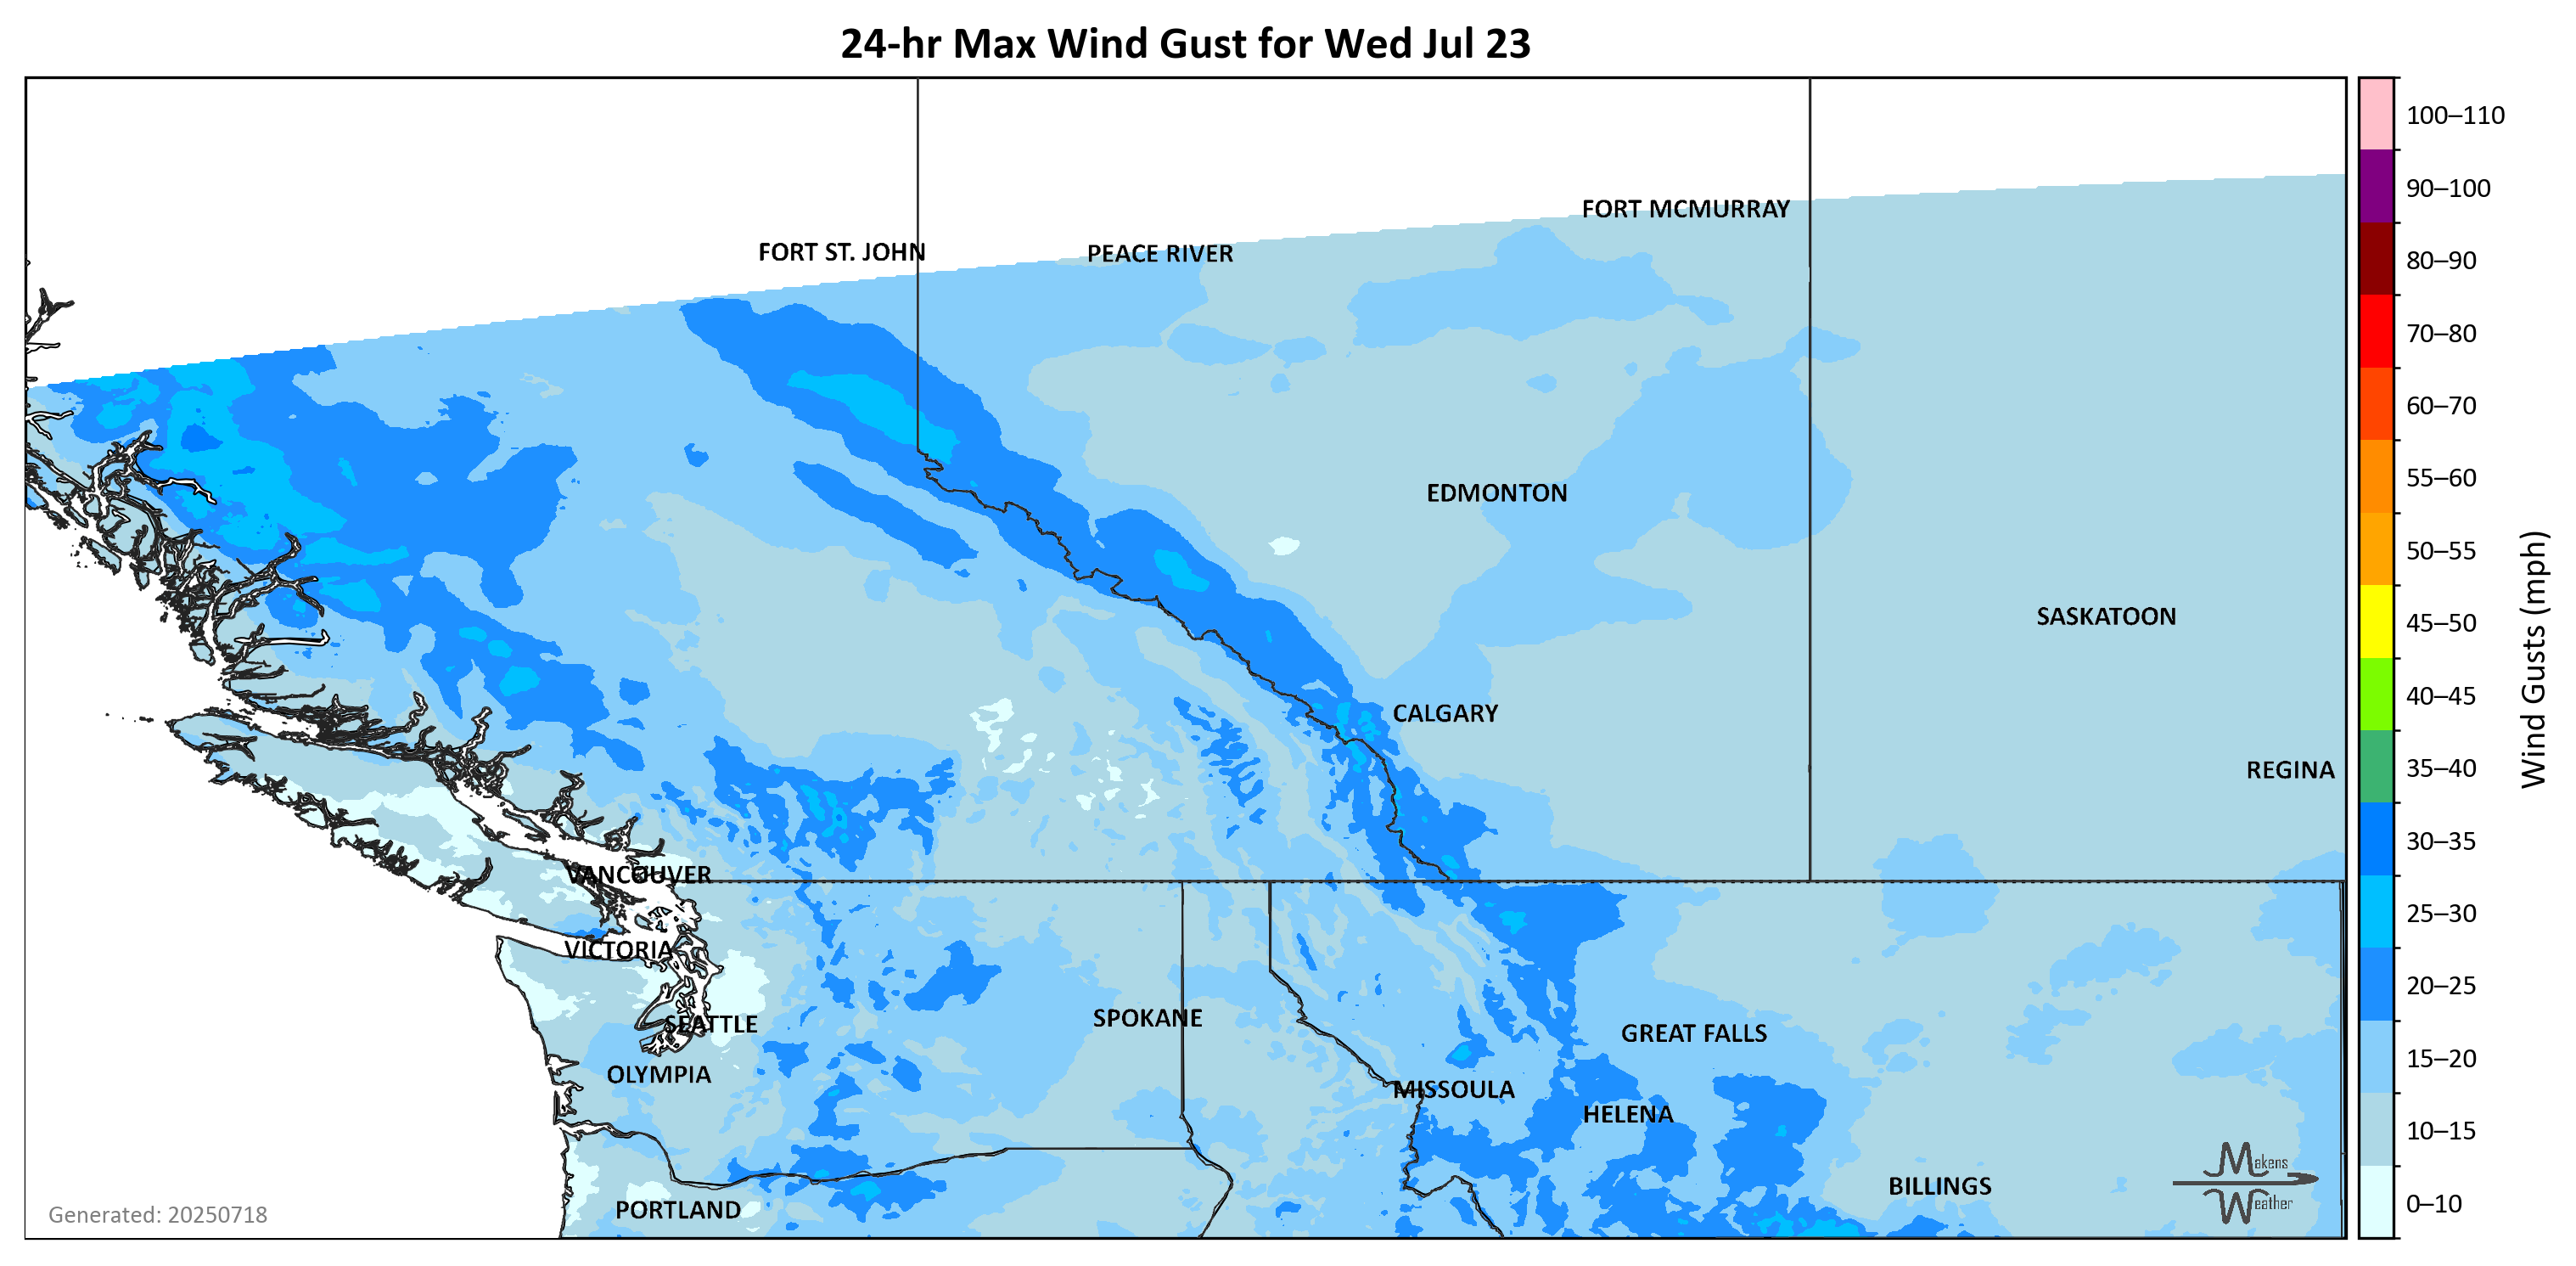 24-hr Max Wind Gust for Wed Jul 23
100–110
90–100
80–90
70–80
60–70
55–60
50–55
45–50
40–45
35–40
30–35
25–30
20–25
15–20
10–15
0–10
Wind Gusts (mph)
FORT MCMURRAY
FORT ST. JOHN
PEACE RIVER
EDMONTON
SASKATOON
CALGARY
REGINA
VANCOUVER
VICTORIA
SEATTLE
SPOKANE
GREAT FALLS
OLYMPIA
MISSOULA
HELENA
BILLINGS
PORTLAND
Makens
Weather
Generated: 20250718